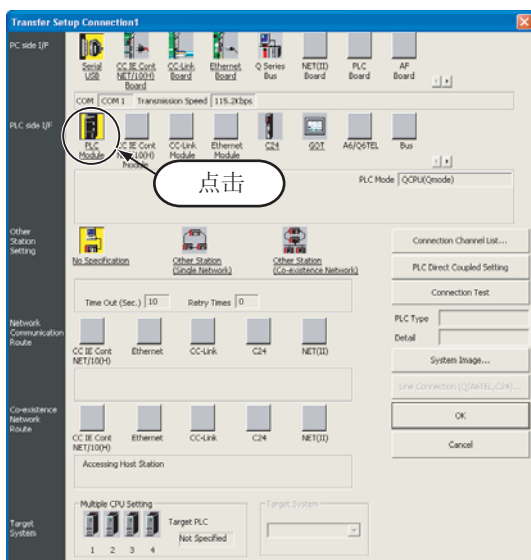 Transfer Setup Connection1
PC side I/F
Serial USB
CC IE Cont NET/10(H) Board
CC-Link Board
Ethernet Board
Q Series Bus
NET(II) Board
PLC Board
AF Board
COM COM 1 Transmission Speed 115.2Kbps
PLC side I/F
PLC Module
CC IE Cont NET/10(H) Module
CC-Link Module
Ethernet Module
C24
GOT
A6/Q6TEL
Bus
点击
PLC Mode QCPU(Qmode)
Other Station Setting
No Specification
Other Station (Single Network)
Other Station (Co-existence Network)
Time Out (Sec.) 10 Retry Times 0
Connection Channel List...
PLC Direct Coupled Setting
Connection Test
PLC Type
Detail
System Image...
Line Connection (Q/A6TEL,C24)...
OK
Cancel
Network Communication Route
CC IE Cont NET/10(H)
Ethernet
CC-Link
C24
NET(II)
Co-existence Network Route
CC IE Cont NET/10(H)
Ethernet
CC-Link
C24
NET(II)
Accessing Host Station
Target System
Multiple CPU Setting
1 2 3 4
Target PLC
Not Specified
Target System